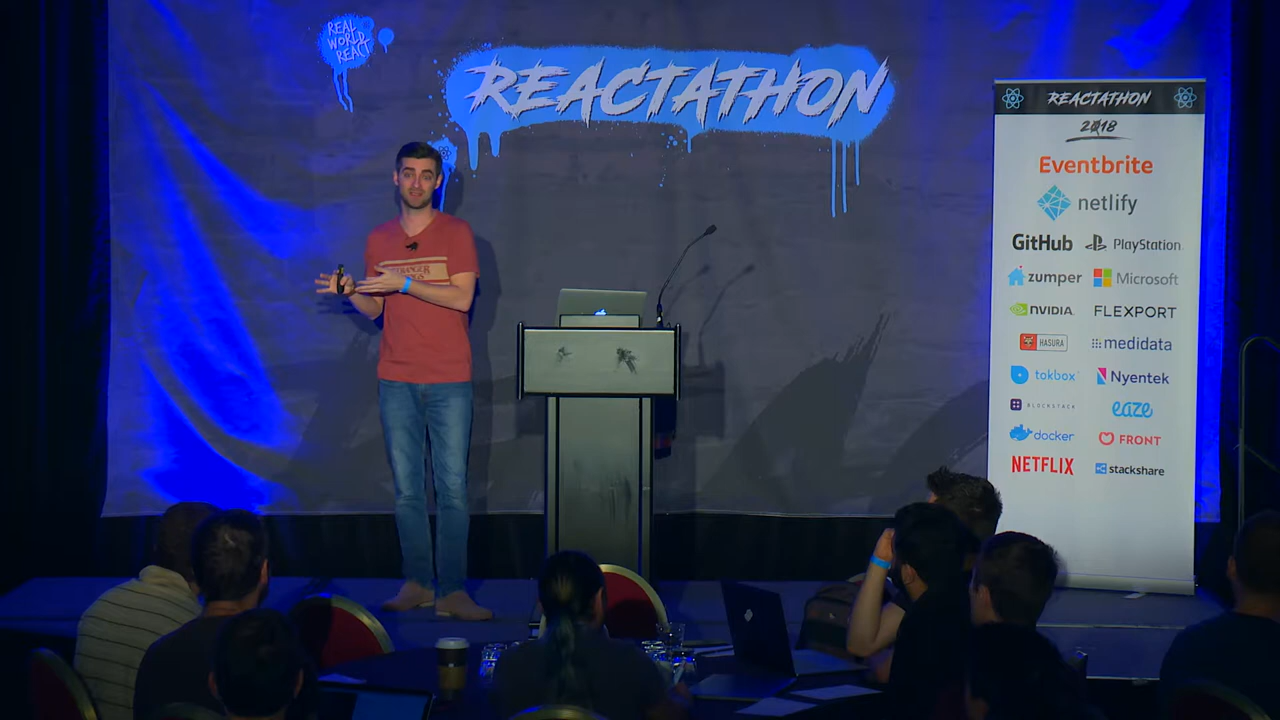 REAL
WORLD
REACT
REACTATHON
STRANGER
REACTATHON
2018
Eventbrite
netlify
GitHub PlayStation
zumper Microsoft
NVIDIA FLEXPORT
HASURA medidata
tokbox Nyentek
BLOCKSTACK eaze
docker FRONT
NETFLIX stackshare